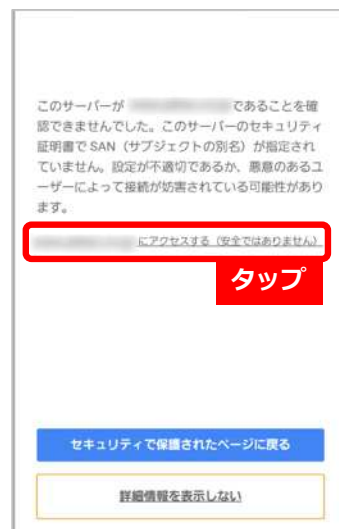 このサーバーが であることを確
認できませんでした。このサーバーのセキュリティ
証明書で SAN（サブジェクトの別名）が指定され
ていません。設定が不適切であるか、悪意のあるユ
ーザーによって接続が妨害されている可能性があり
ます。
にアクセスする（安全ではありません）
タップ
セキュリティで保護されたページに戻る
詳細情報を表示しない